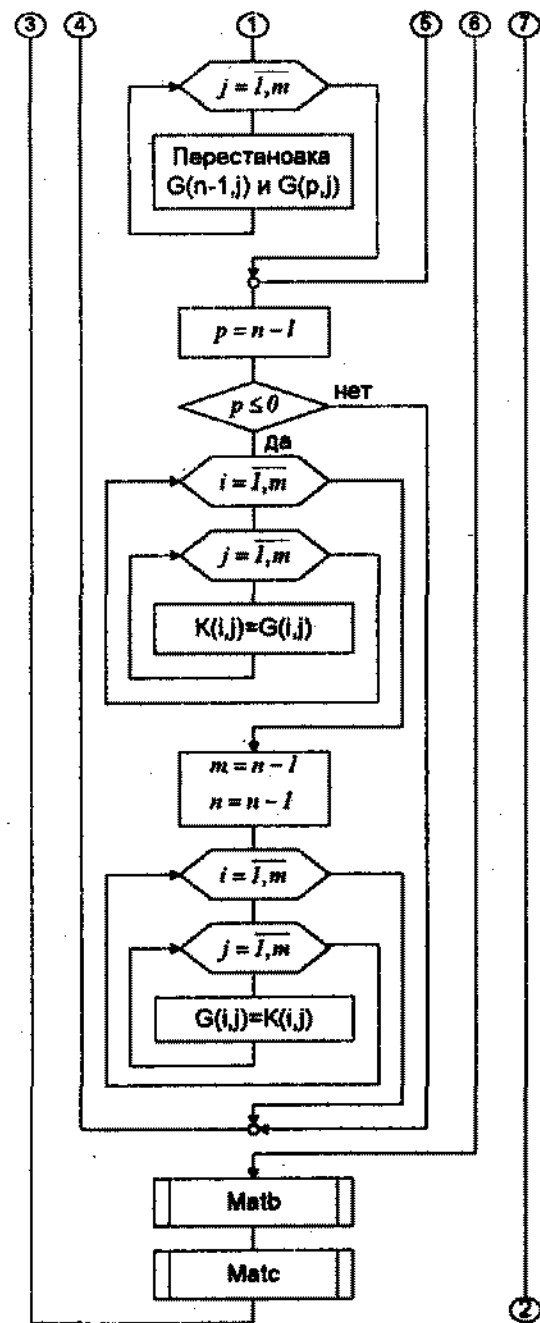 3 4 1 5 6 7
j = 1,m
Перестановка
G(n-1,j) и G(p,j)
p = n - 1
p ≤ 0 нет
да
i = 1,m
j = 1,m
K(i,j)=G(i,j)
m = n - 1
n = n - 1
i = 1,m
j = 1,m
G(i,j)=K(i,j)
Matb
Matc
2